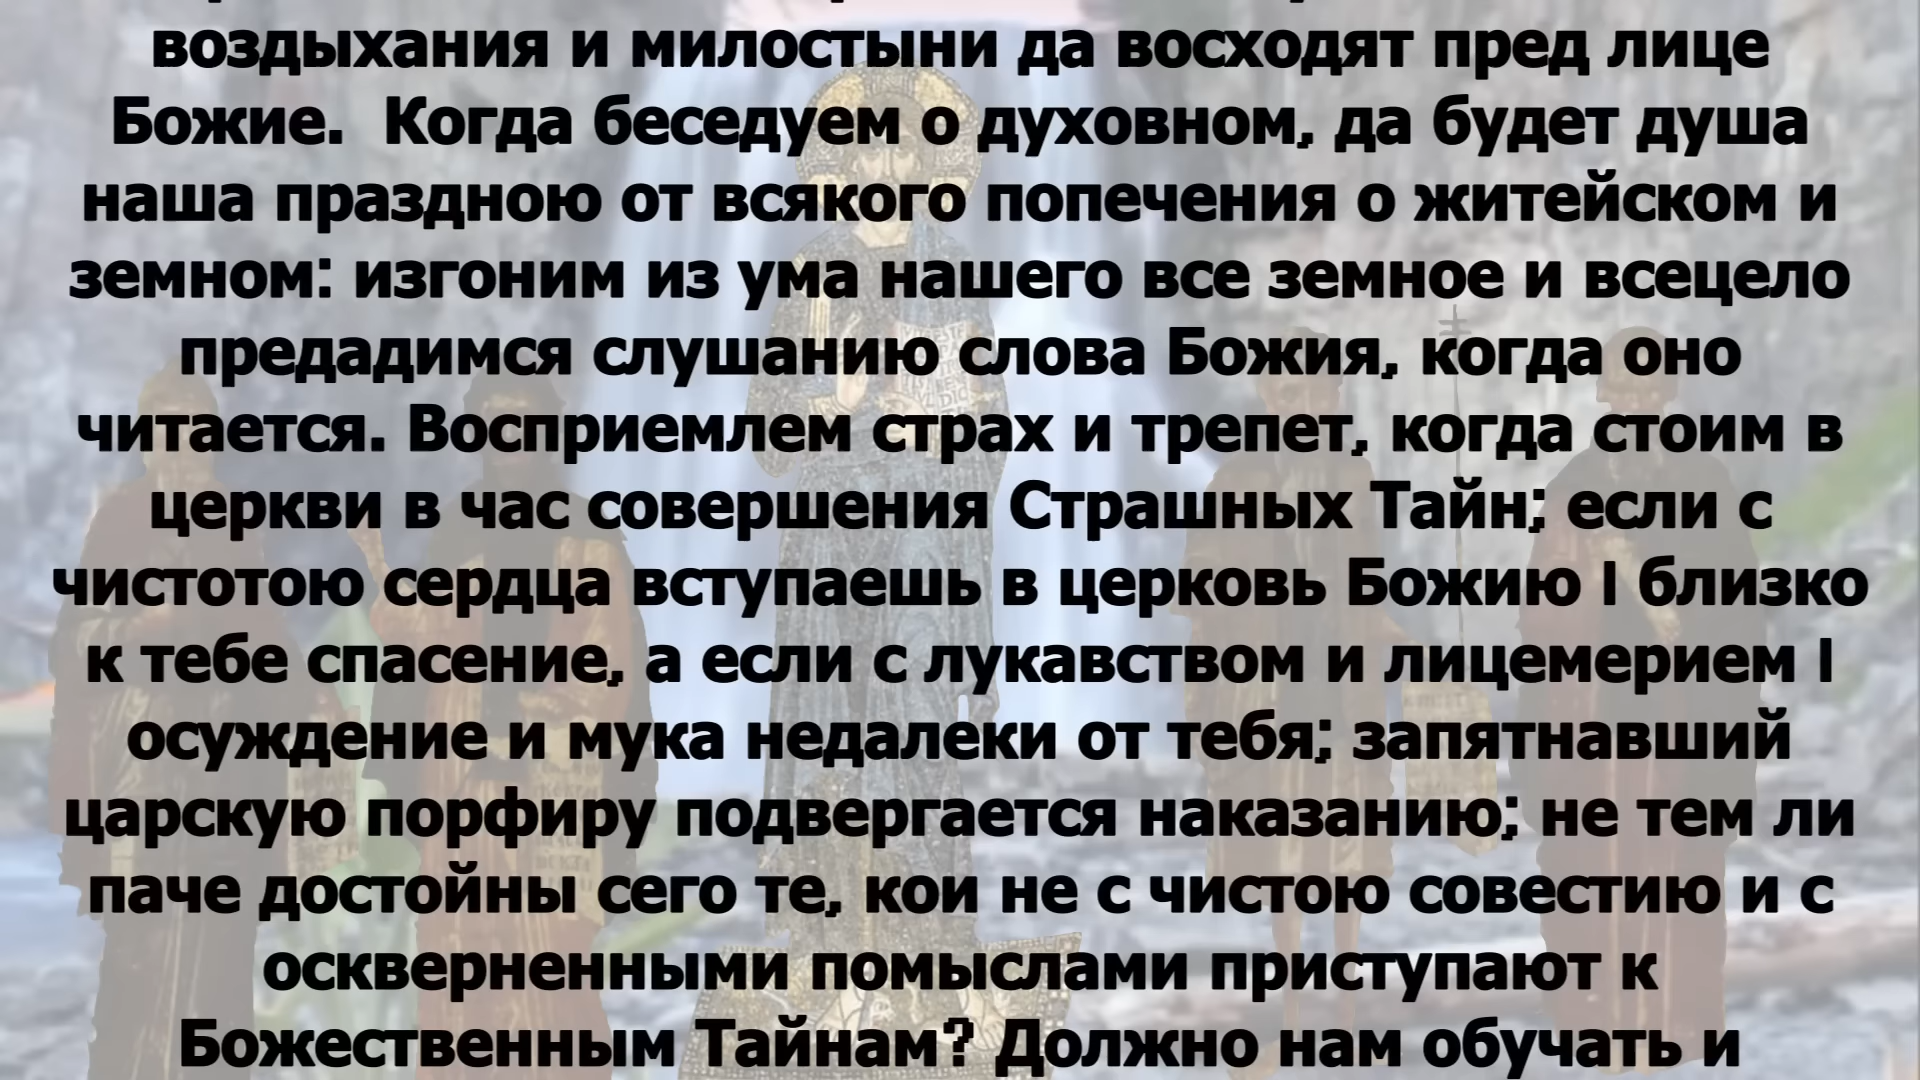 воздыхания и милостыни да восходят пред лице
Божие.  Когда беседуем о духовном, да будет душа
наша праздною от всякого попечения о житейском и
земном: изгоним из ума нашего все земное и всецело
предадимся слушанию слова Божия, когда оно
читается. Восприемлем страх и трепет, когда стоим в
церкви в час совершения Страшных Тайн; если с
чистотою сердца вступаешь в церковь Божию I близко
к тебе спасение, а если с лукавством и лицемерием I
осуждение и мука недалеки от тебя; запятнавший
царскую порфиру подвергается наказанию; не тем ли
паче достойны сего те, кои не с чистою совестию и с
оскверненными помыслами приступают к
Божественным Тайнам? Должно нам обучать и